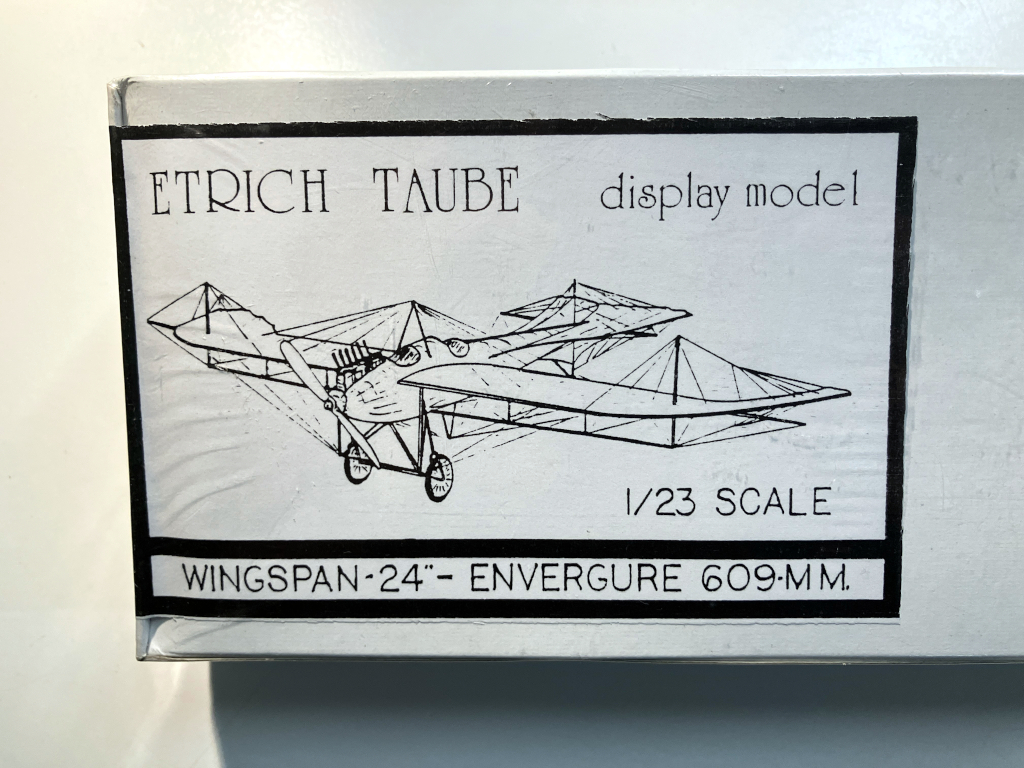 ETRICH TAUBE display model
1/23 SCALE
WINGSPAN-24"- ENVERGURE 609-MM.